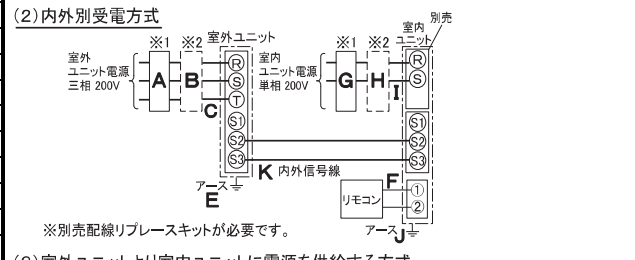 (2)内外別受電方式
※1 ※2 室外ユニット
室外
ユニット電源
三相 200V
A B C
R
S
T
S1
S2
S3
アース
E
K 内外信号線
※1 ※2
室内
ユニット電源
単相 200V
G H I
室内
ユニット
別売
R
S
S1
S2
S3
F
リモコン
①
②
アース
J
※別売配線リプレースキットが必要です。
(3)室外ユニットより室内ユニットに電源を供給する方式